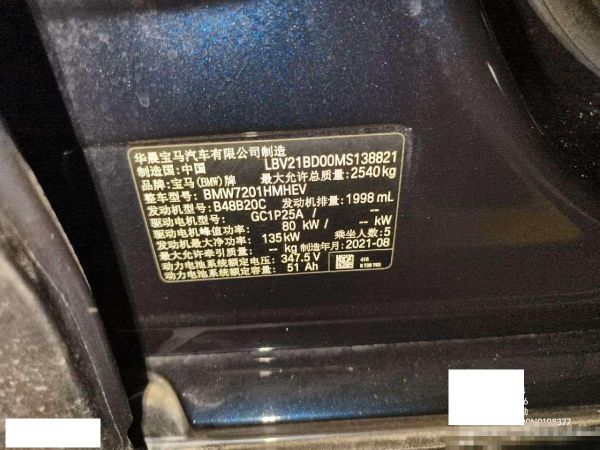 华晨宝马汽车有限公司制造
制造国:中国 LBV21BD00MS138821
品牌:宝马(BMW)牌 最大允许总质量:2540kg
整车型号:BMW7201HMHEV
发动机型号:B48B20C 发动机排量:1998 mL
驱动电机型号: GC1P25A / --
驱动电机峰值功率: 80 kW / -- kW
发动机最大净功率: 135kW 乘坐人数:5
最大允许牵引质量: -- kg 制造年月:2021-08
动力电池系统额定电压: 347.5 V
动力电池系统额定容量: 51 Ah